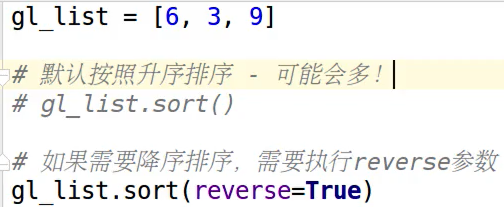 gl_list = [6, 3, 9]
# 默认按照升序排序 - 可能会多!
# gl_list.sort()
# 如果需要降序排序，需要执行reverse参数
gl_list.sort(reverse=True)